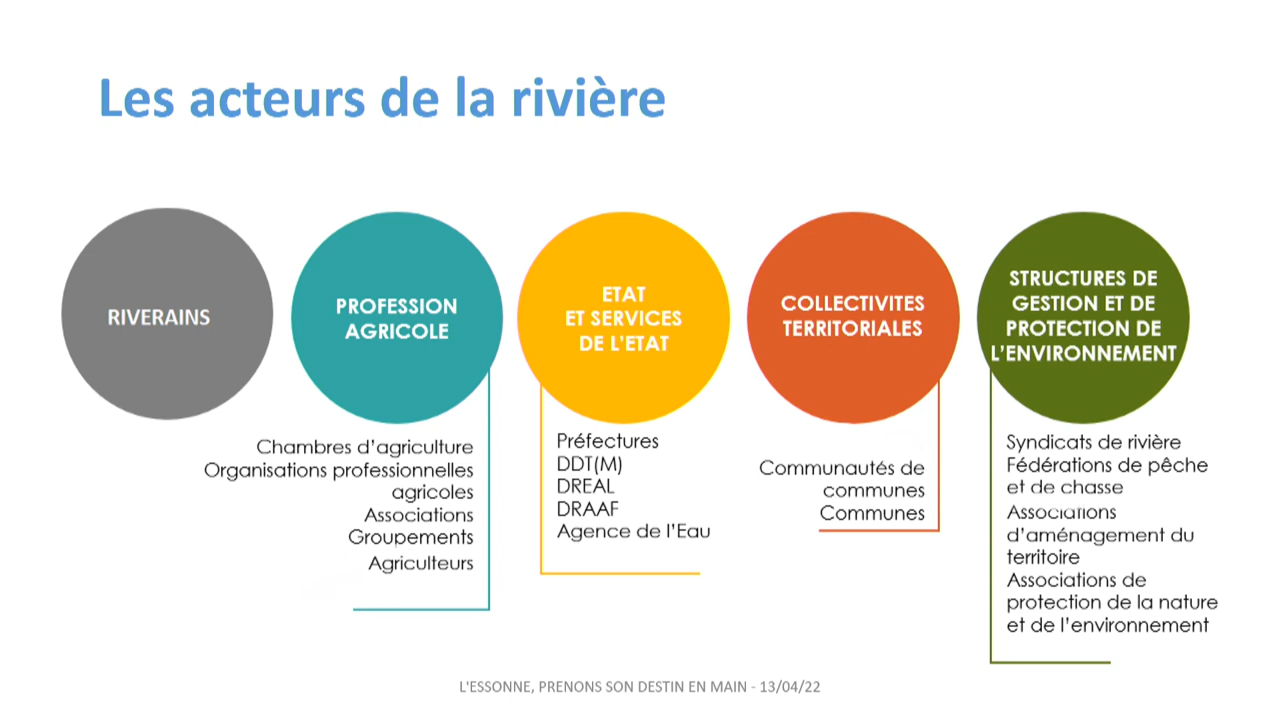 Les acteurs de la rivière
RIVERAINS
PROFESSION
AGRICOLE
Chambres d'agriculture
Organisations professionnelles
agricoles
Associations
Groupements
Agriculteurs
ETAT
ET SERVICES
DE L'ETAT
Préfectures
DDT(M)
DREAL
DRAAF
Agence de l'Eau
COLLECTIVITES
TERRITORIALES
Communautés de
communes
Communes
STRUCTURES DE
GESTION ET DE
PROTECTION DE
L'ENVIRONNEMENT
Syndicats de rivière
Fédérations de pêche
et de chasse
Associations
d'aménagement du
territoire
Associations de
protection de la nature
et de l'environnement
L'ESSONNE, PRENONS SON DESTIN EN MAIN - 13/04/22